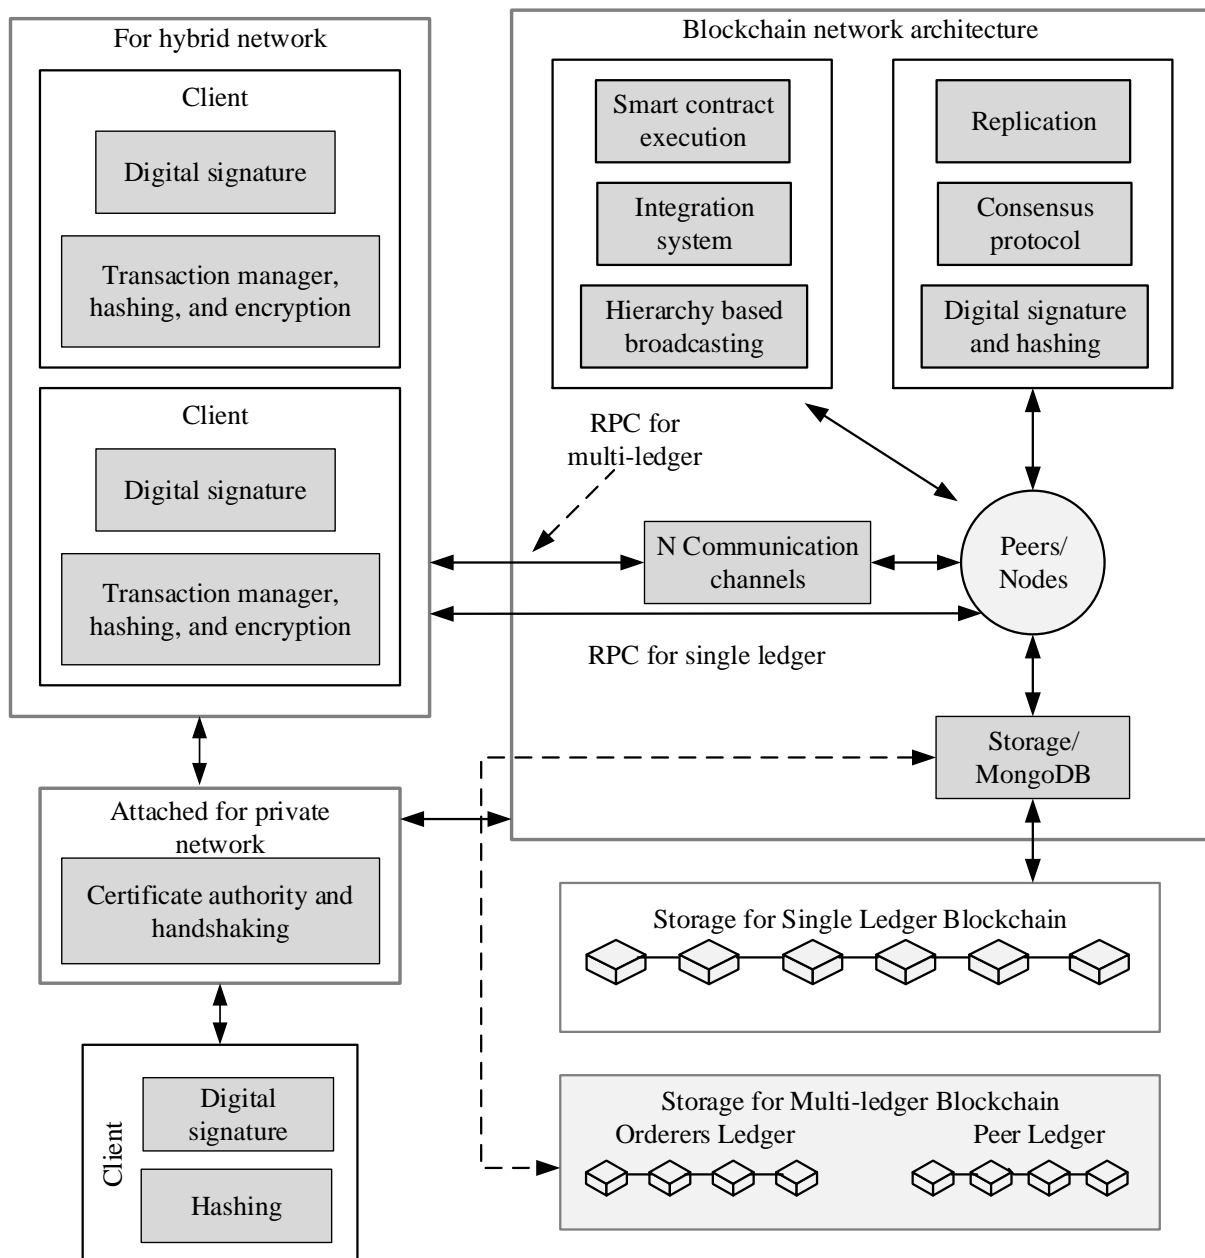 For hybrid network
Client
Digital signature
Transaction manager,
hashing, and encryption
Client
Digital signature
Transaction manager,
hashing, and encryption
Attached for private
network
Certificate authority and
handshaking
Client
Digital
signature
Hashing
Blockchain network architecture
Smart contract
execution
Integration
system
Hierarchy based
broadcasting
Replication
Consensus
protocol
Digital signature
and hashing
RPC for
multi-ledger
N Communication
channels
Peers/
Nodes
RPC for single ledger
Storage/
MongoDB
Storage for Single Ledger Blockchain
Storage for Multi-ledger Blockchain
Orderers Ledger
Peer Ledger